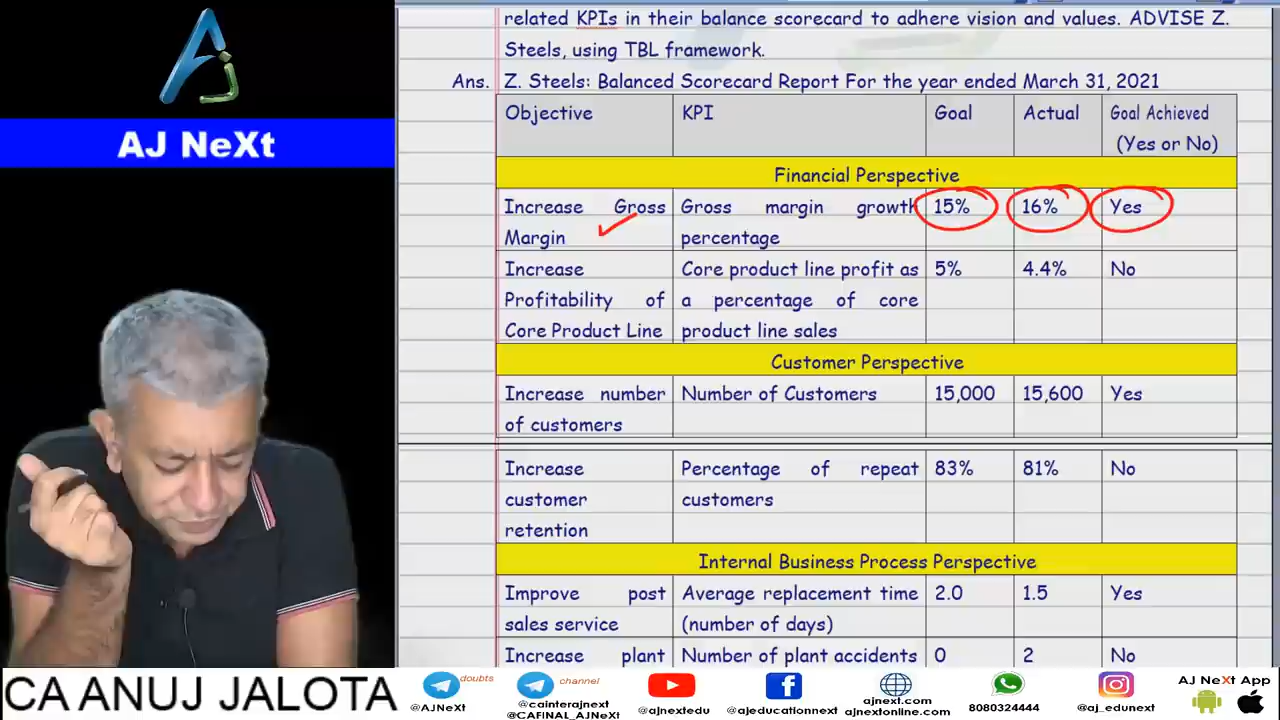 related KPIs in their balance scorecard to adhere vision and values. ADVISE Z.
Steels, using TBL framework.
Ans. Z. Steels: Balanced Scorecard Report For the year ended March 31, 2021
Objective KPI Goal Actual Goal Achieved
(Yes or No)
Financial Perspective
Increase Gross Gross margin growth 15% 16% Yes
Margin percentage
Increase Core product line profit as 5% 4.4% No
Profitability of a percentage of core
Core Product Line product line sales
Customer Perspective
Increase number Number of Customers 15,000 15,600 Yes
of customers
Increase Percentage of repeat 83% 81% No
customer customers
retention
Internal Business Process Perspective
Improve post Average replacement time 2.0 1.5 Yes
sales service (number of days)
Increase plant Number of plant accidents 0 2 No
AJ NeXt
CA ANUJ JALOTA
doubts
@AJNeXt
channel
@cainterajnext
@CAFINAL_AJNeXt
@ajnextedu
@ajeducationnext
ajnext.com
ajnextonline.com
8080324444
@aj_edunext
AJ NeXt App